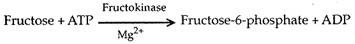 Fructose + ATP Fructokinase Fructose-6-phosphate + ADP
Mg2+